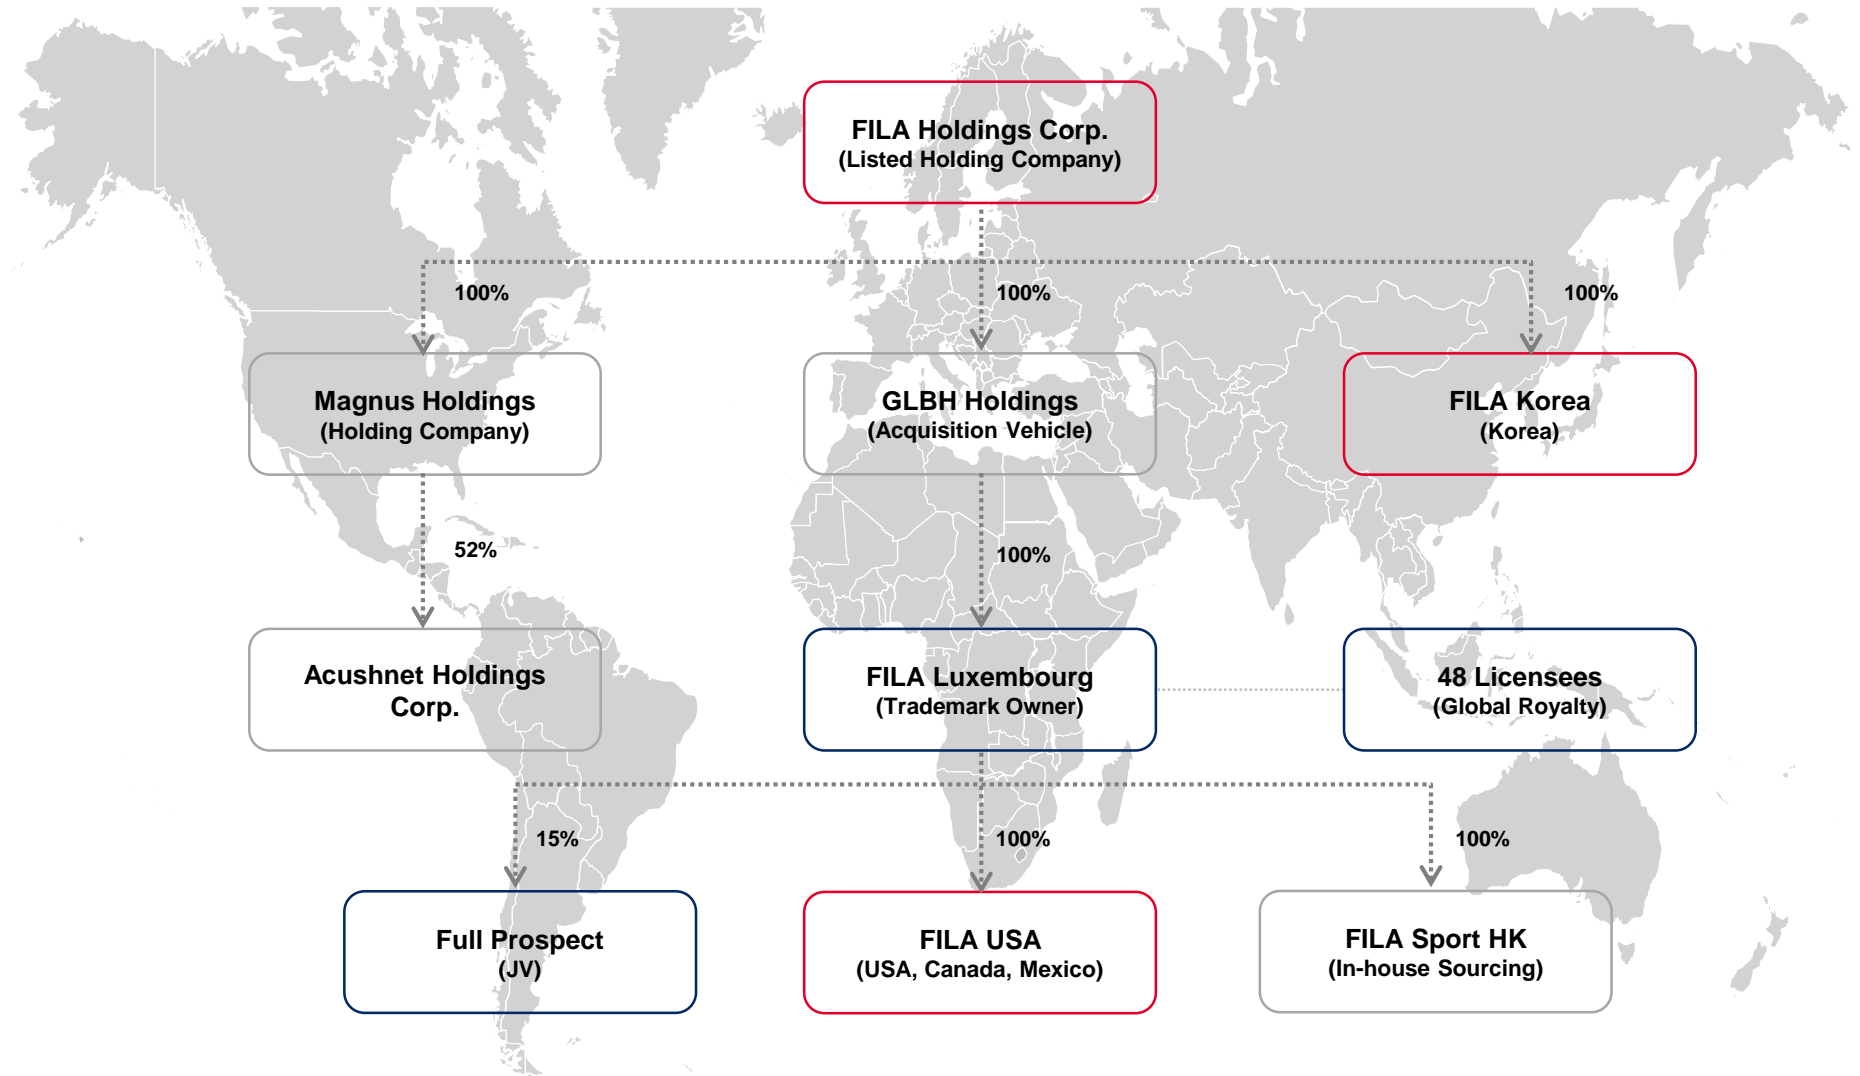 FILA Holdings Corp.
(Listed Holding Company)
100%
100%
100%
Magnus Holdings
(Holding Company)
GLBH Holdings
(Acquisition Vehicle)
FILA Korea
(Korea)
52%
100%
Acushnet Holdings
Corp.
FILA Luxembourg
(Trademark Owner)
48 Licensees
(Global Royalty)
15%
100%
100%
Full Prospect
(JV)
FILA USA
(USA, Canada, Mexico)
FILA Sport HK
(In-house Sourcing)